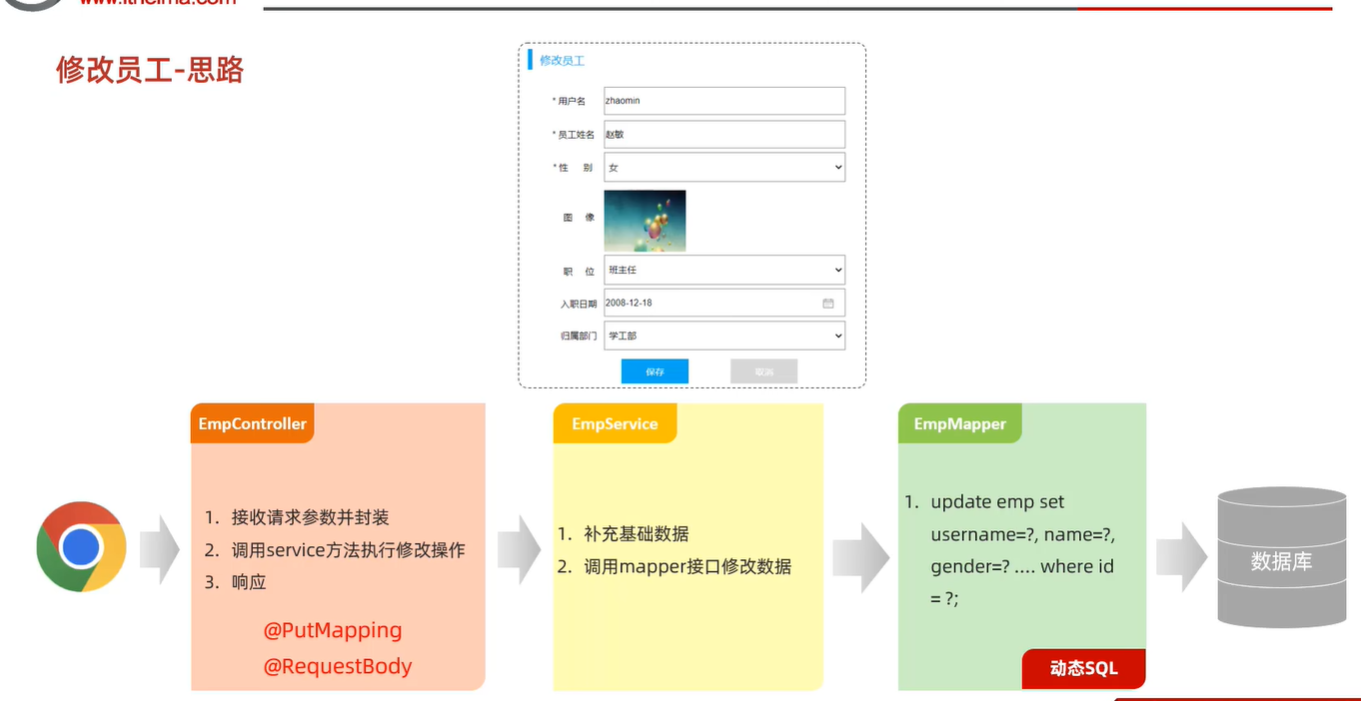 www.itheima.com
修改员工-思路
修改员工
* 用户名 zhaomin
* 员工姓名 赵敏
* 性 别 女
图 像
职 位 班主任
入职日期 2008-12-18
归属部门 学工部
保存 取消
EmpController
1. 接收请求参数并封装
2. 调用service方法执行修改操作
3. 响应
@PutMapping
@RequestBody
EmpService
1. 补充基础数据
2. 调用mapper接口修改数据
EmpMapper
1. update emp set
username=?, name=?,
gender=? .... where id
= ?;
动态SQL
数据库